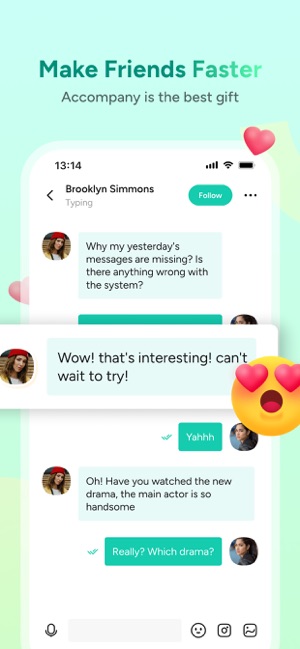 Make Friends Faster
Accompany is the best gift
13:14
Brooklyn Simmons
Typing
Follow
Why my yesterday's
messages are missing? Is
there anything wrong with
the system?
Wow! that's interesting! can't
wait to try!
Yahhh
Oh! Have you watched the new
drama, the main actor is so
handsome
Really? Which drama?